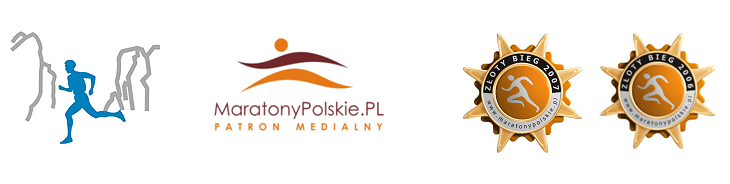 MaratonyPolskie.PL
PATRON MEDIALNY
ZŁOTY BIEG 2007
www.maratonypolskie.pl
ZŁOTY BIEG 2006
www.maratonypolskie.pl